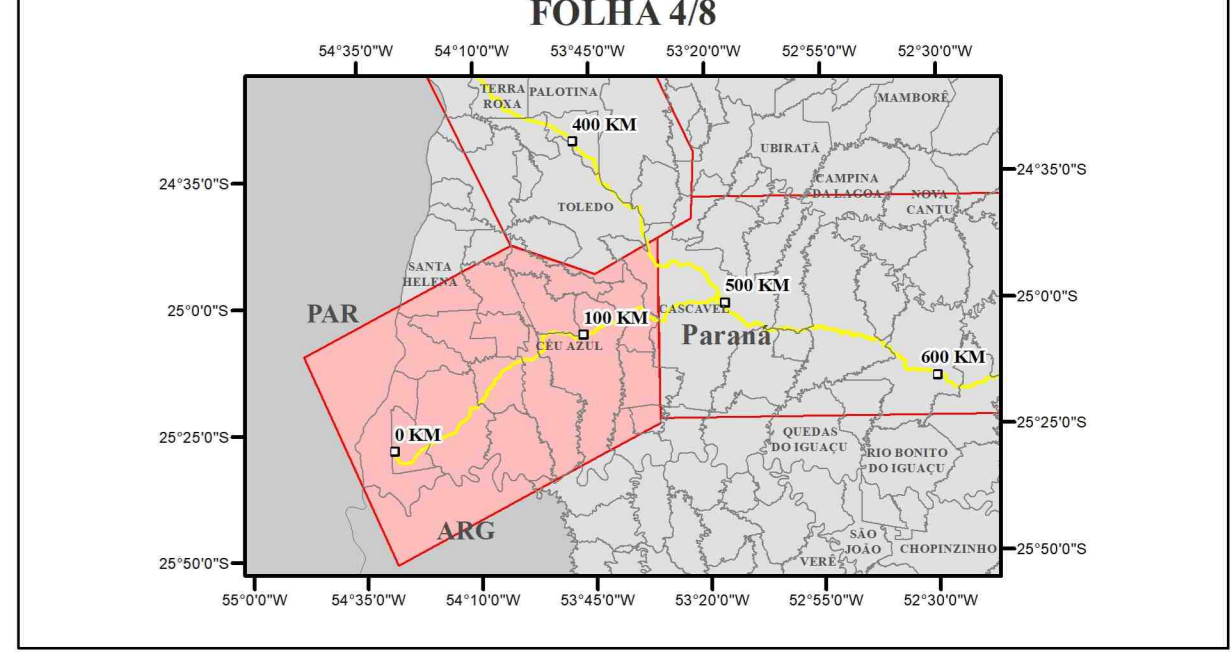 FOLHA 4/8
54°35'0"W 54°10'0"W 53°45'0"W 53°20'0"W 52°55'0"W 52°30'0"W
TERRA
ROXA
PALOTINA
MAMBORÊ
400 KM
UBIRATÃ
24°35'0"S
24°35'0"S
CAMPINA
DA LAGOA
NOVA
CANTU
TOLEDO
SANTA
HELENA
500 KM
25°0'0"S
25°0'0"S
PAR
100 KM
CASCAVEL
Paraná
CÉU AZUL
600 KM
25°25'0"S
25°25'0"S
0 KM
QUEDAS
DO IGUAÇU
RIO BONITO
DO IGUAÇU
ARG
SÃO
JOÃO
CHOPINZINHO
VERÊ
25°50'0"S
25°50'0"S
55°0'0"W 54°35'0"W 54°10'0"W 53°45'0"W 53°20'0"W 52°55'0"W 52°30'0"W